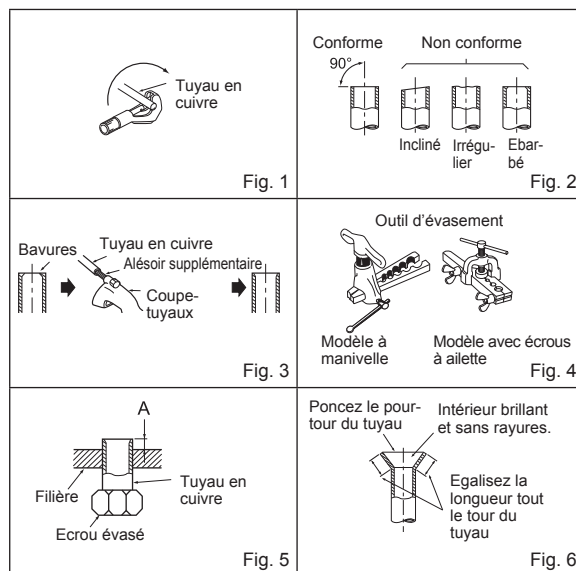 Tuyau en
cuivre
Fig. 1
Conforme
Non conforme
90°
Incliné
Irrégu-
lier
Ebar-
bé
Fig. 2
Bavures
Tuyau en cuivre
Alésoir supplémentaire
Coupe-
tuyaux
Fig. 3
Outil d'évasement
Modèle à
manivelle
Modèle avec écrous
à ailette
Fig. 4
A
Filière
Tuyau en
cuivre
Ecrou évasé
Fig. 5
Poncez le pour-
tour du tuyau
Intérieur brillant
et sans rayures.
Egalisez la
longueur tout
le tour du
tuyau
Fig. 6